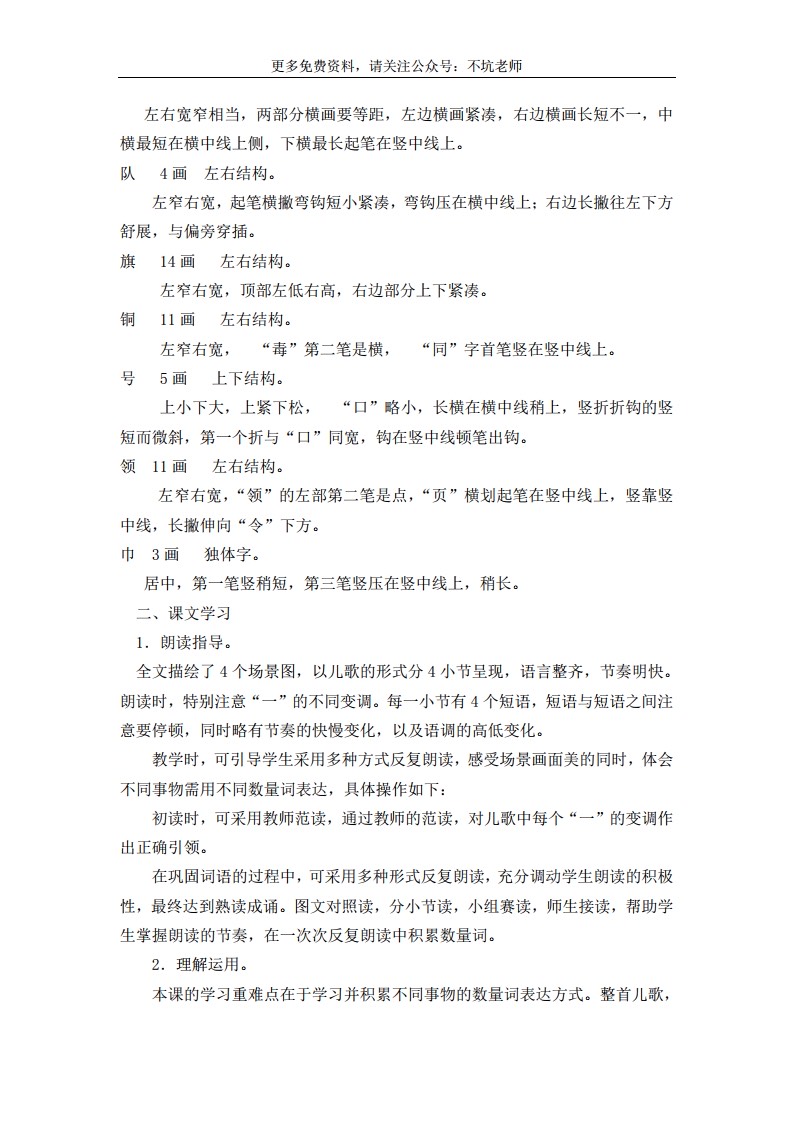 更多免费资料，请关注公众号：不坑老师
左右宽窄相当，两部分横画要等距，左边横画紧凑，右边横画长短不一，中
横最短在横中线上侧，下横最长起笔在竖中线上。
队 4 画 左右结构。
左窄右宽，起笔横撇弯钩短小紧凑，弯钩压在横中线上；右边长撇往左下方
舒展，与偏旁穿插。
旗 14 画 左右结构。
左窄右宽，顶部左低右高，右边部分上下紧凑。
铜 11 画 左右结构。
左窄右宽， “毒”第二笔是横， “同”字首笔竖在竖中线上。
号 5 画 上下结构。
上小下大，上紧下松， “口”略小，长横在横中线稍上，竖折折钩的竖
短而微斜，第一个折与“口”同宽，钩在竖中线顿笔出钩。
领 11 画 左右结构。
左窄右宽，“领”的左部第二笔是点，“页”横划起笔在竖中线上，竖靠竖
中线，长撇伸向“令”下方。
巾 3 画 独体字。
居中，第一笔竖稍短，第三笔竖压在竖中线上，稍长。
二、课文学习
1．朗读指导。
全文描绘了 4 个场景图，以儿歌的形式分 4 小节呈现，语言整齐，节奏明快。
朗读时，特别注意“一”的不同变调。每一小节有 4 个短语，短语与短语之间注
意要停顿，同时略有节奏的快慢变化，以及语调的高低变化。
教学时，可引导学生采用多种方式反复朗读，感受场景画面美的同时，体会
不同事物需用不同数量词表达，具体操作如下：
初读时，可采用教师范读，通过教师的范读，对儿歌中每个“一”的变调作
出正确引领。
在巩固词语的过程中，可采用多种形式反复朗读，充分调动学生朗读的积极
性，最终达到熟读成诵。图文对照读，分小节读，小组赛读，师生接读，帮助学
生掌握朗读的节奏，在一次次反复朗读中积累数量词。
2．理解运用。
本课的学习重难点在于学习并积累不同事物的数量词表达方式。整首儿歌，